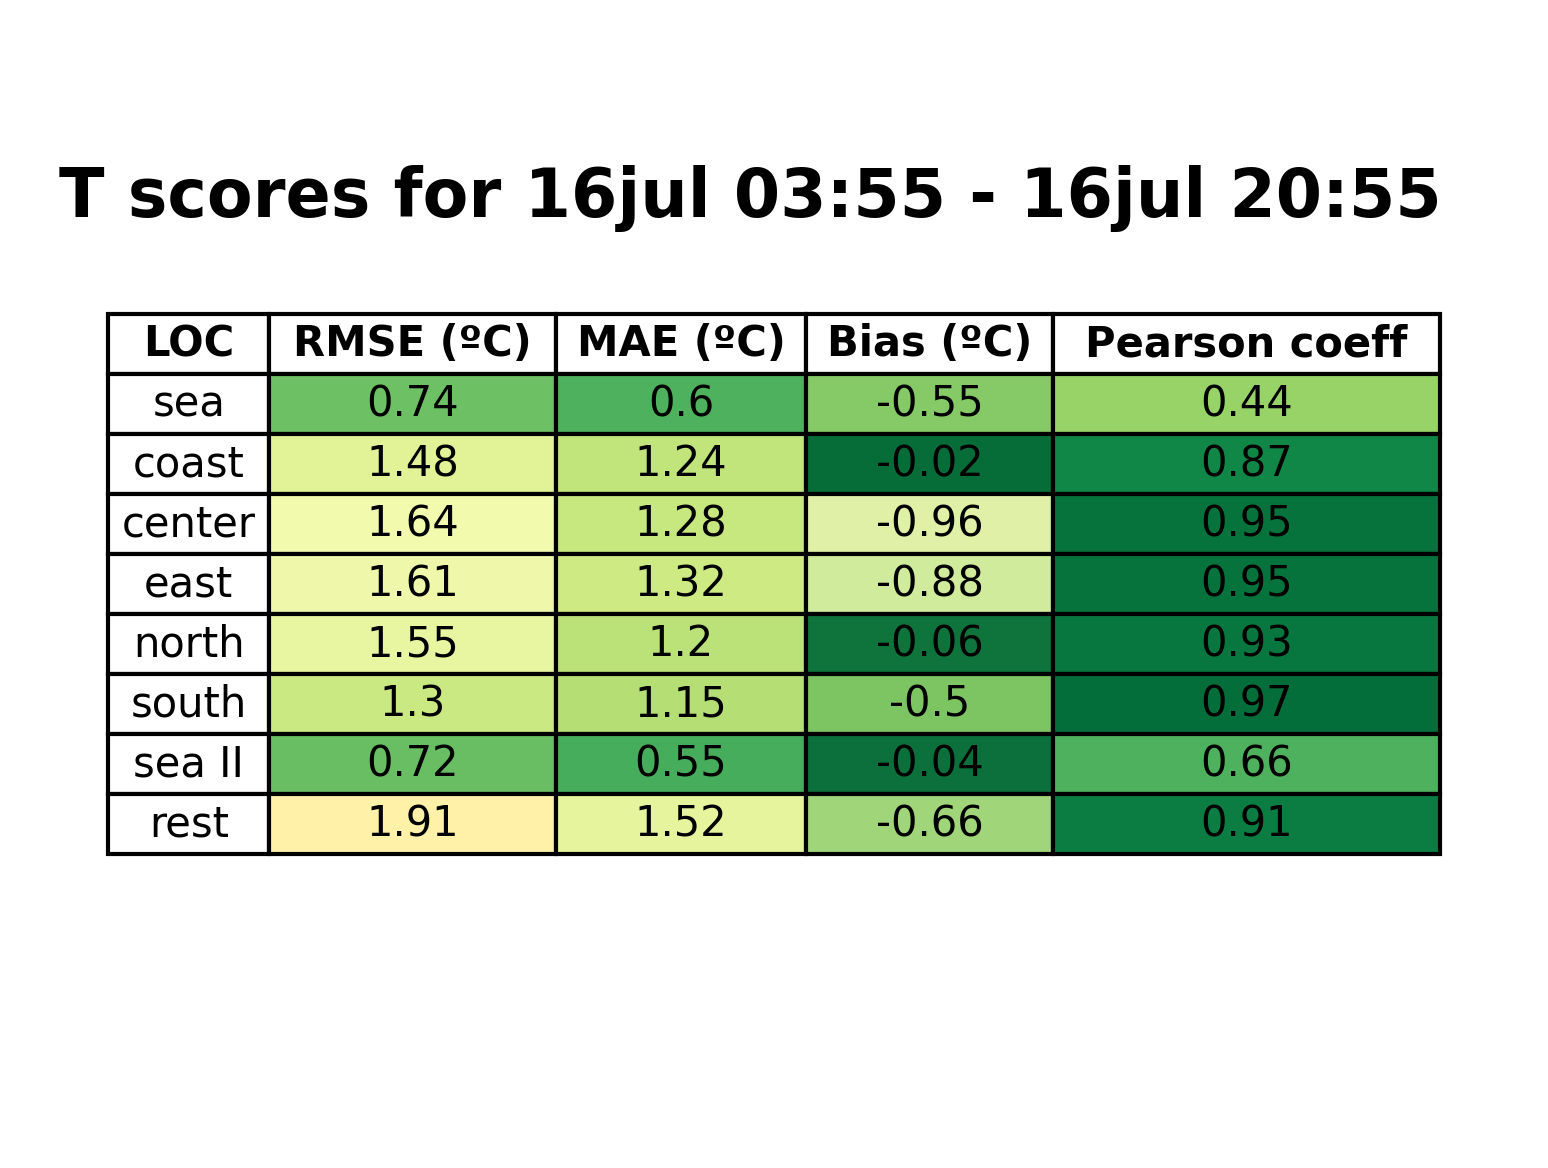 T scores for 16jul 03:55 - 16jul 20:55
LOC RMSE (ºC) MAE (ºC) Bias (ºC) Pearson coeff
sea 0.74 0.6 -0.55 0.44
coast 1.48 1.24 -0.02 0.87
center 1.64 1.28 -0.96 0.95
east 1.61 1.32 -0.88 0.95
north 1.55 1.2 -0.06 0.93
south 1.3 1.15 -0.5 0.97
sea II 0.72 0.55 -0.04 0.66
rest 1.91 1.52 -0.66 0.91